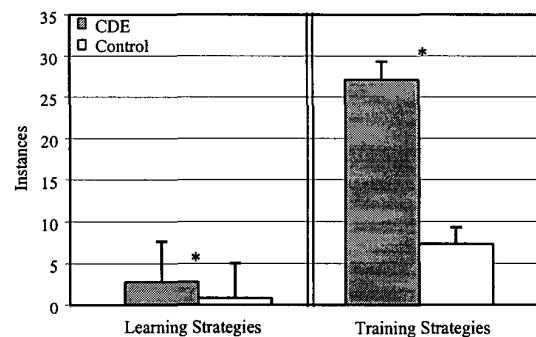 35
30
25
20
15
10
5
0
Instances
CDE
Control
*
*
Learning Strategies
Training Strategies